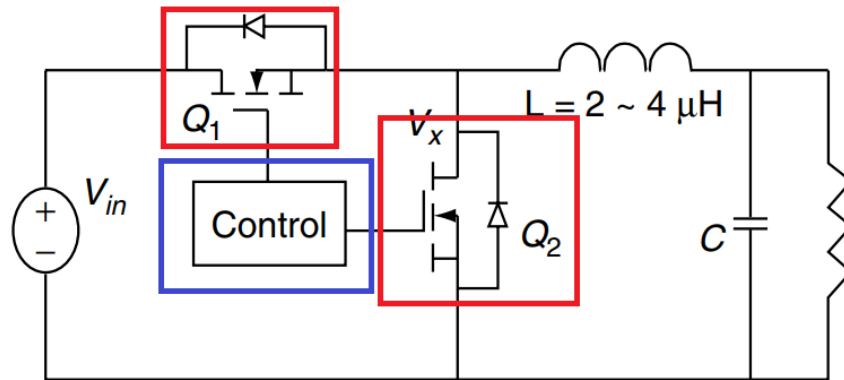 Q1
Vin
+
−
Control
Vx
Q2
L = 2 ~ 4 μH
C